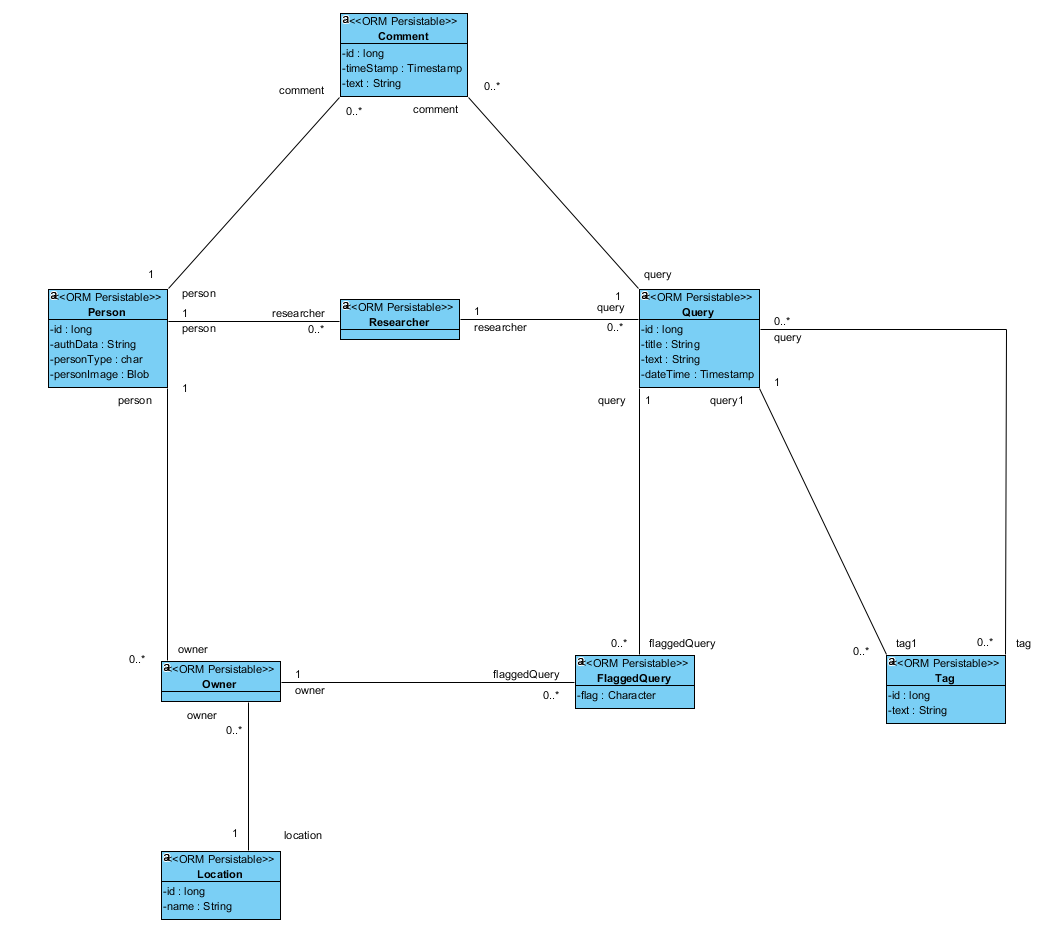 a<<ORM Persistable>>
Comment
-id : long
-timeStamp : Timestamp
-text : String
comment
0..*
comment
0..*
1
person
query
1
a<<ORM Persistable>>
Person
-id : long
-authData : String
-personType : char
-personImage : Blob
1
person
researcher
0..*
a<<ORM Persistable>>
Researcher
1
researcher
query
0..*
a<<ORM Persistable>>
Query
-id : long
-title : String
-text : String
-dateTime : Timestamp
0..*
query
person
1
query
1
query1
1
0..*
owner
0..*
flaggedQuery
0..*
tag1
0..*
tag
a<<ORM Persistable>>
Owner
1
owner
flaggedQuery
0..*
a<<ORM Persistable>>
FlaggedQuery
-flag : Character
a<<ORM Persistable>>
Tag
-id : long
-text : String
owner
0..*
1
location
a<<ORM Persistable>>
Location
-id : long
-name : String